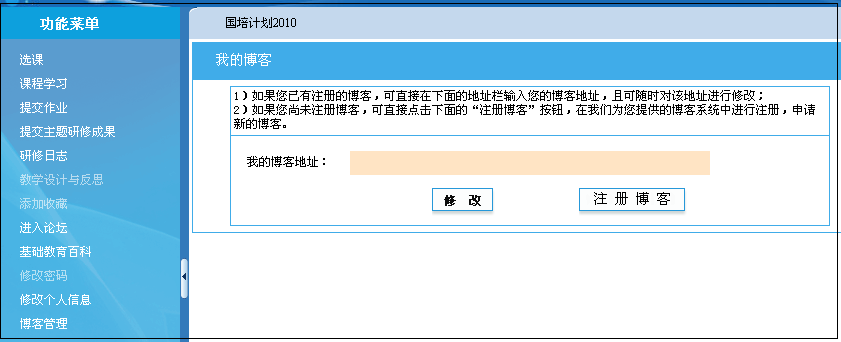 功能菜单
国培计划2010
选课
课程学习
提交作业
提交主题研修成果
研修日志
教学设计与反思
添加收藏
进入论坛
基础教育百科
修改密码
修改个人信息
博客管理
我的博客
1）如果您已有注册的博客，可直接在下面的地址栏输入您的博客地址，且可随时对该地址进行修改；
2）如果您尚未注册博客，可直接点击下面的“注册博客”按钮，在我们为您提供的博客系统中进行注册，申请
新的博客。
我的博客地址：
修 改
注 册 博 客